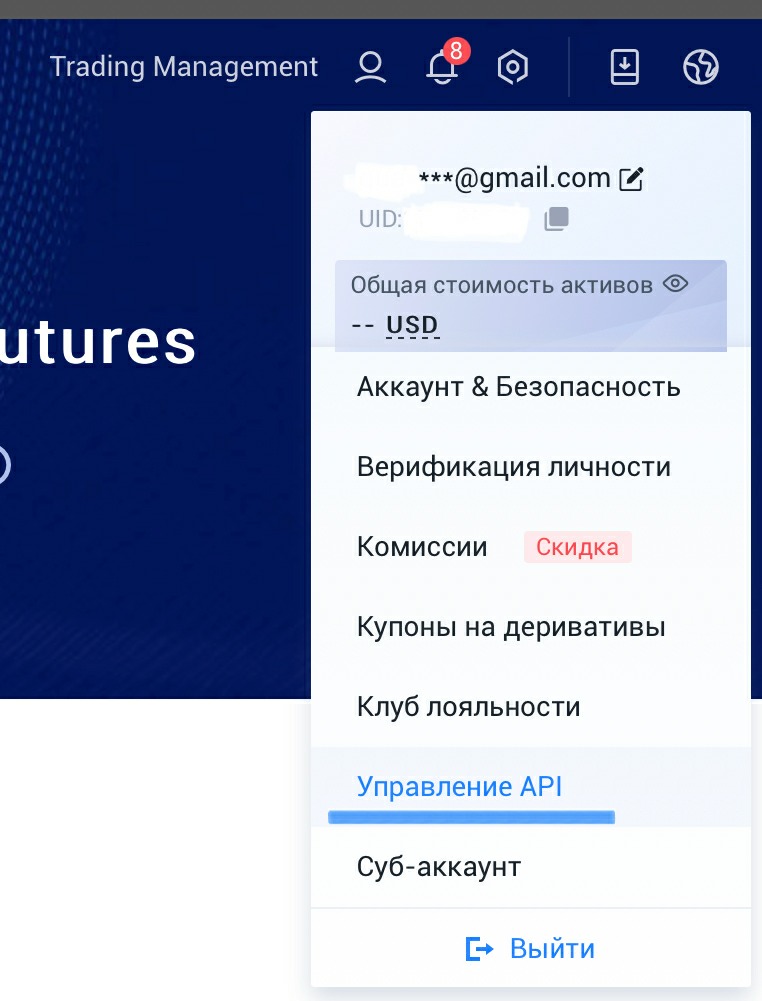 Trading Management
8
***@gmail.com
UID:
Общая стоимость активов
-- USD
utures
Аккаунт & Безопасность
Верификация личности
Комиссии Скидка
Купоны на деривативы
Клуб лояльности
Управление API
Суб-аккаунт
Выйти